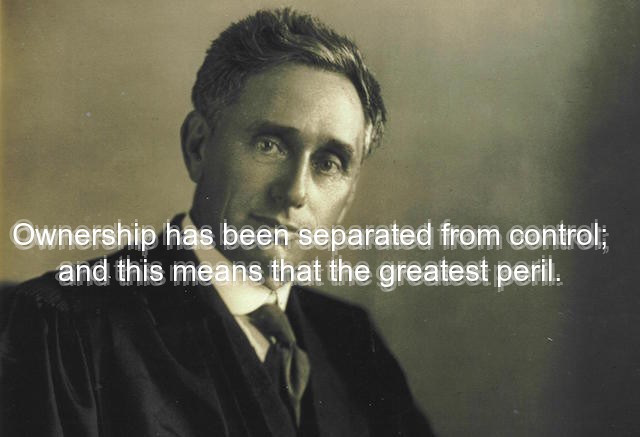 Ownership has been separated from control;
and this means that the greatest peril.